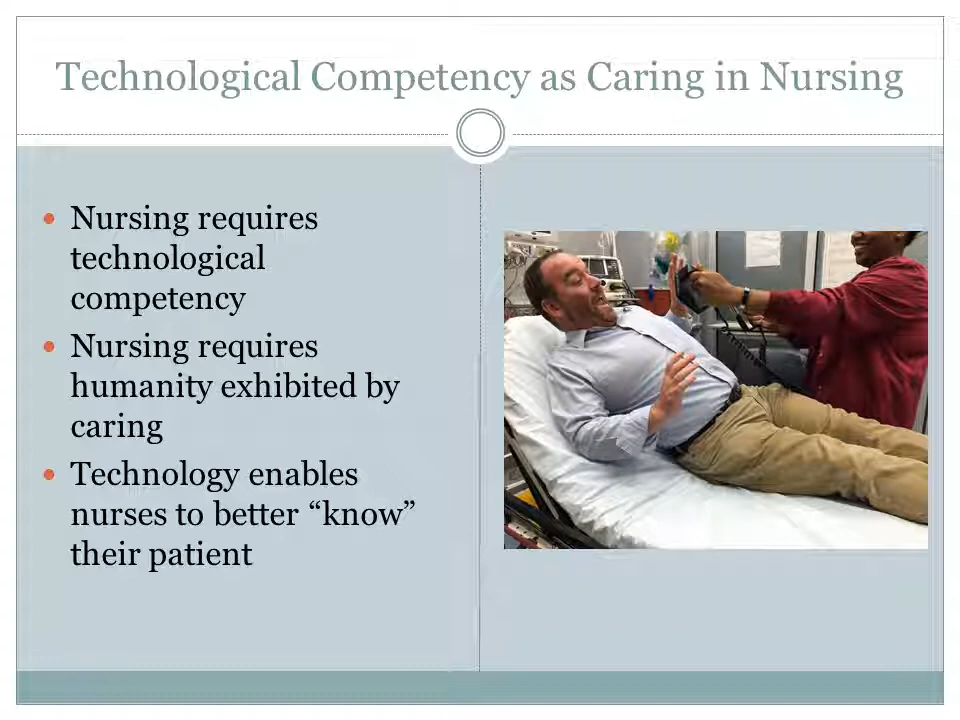 Technological Competency as Caring in Nursing
Nursing requires
technological
competency
Nursing requires
humanity exhibited by
caring
Technology enables
nurses to better “know”
their patient